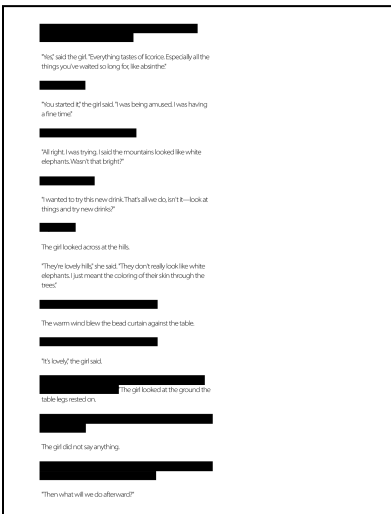 "Yes," said the girl. "Everything tastes of licorice. Especially all the
things you've waited so long for, like absinthe."
"You started it," the girl said. "I was being amused. I was having
a fine time."
"All right. I was trying. I said the mountains looked like white
elephants. Wasn't that bright?"
"I wanted to try this new drink. That's all we do, isn't it—look at
things and try new drinks?"
The girl looked across at the hills.
"They're lovely hills," she said. "They don't really look like white
elephants. I just meant the coloring of their skin through the
trees."
The warm wind blew the bead curtain against the table.
"It's lovely," the girl said.
The girl looked at the ground the
table legs rested on.
The girl did not say anything.
"Then what will we do afterward?"